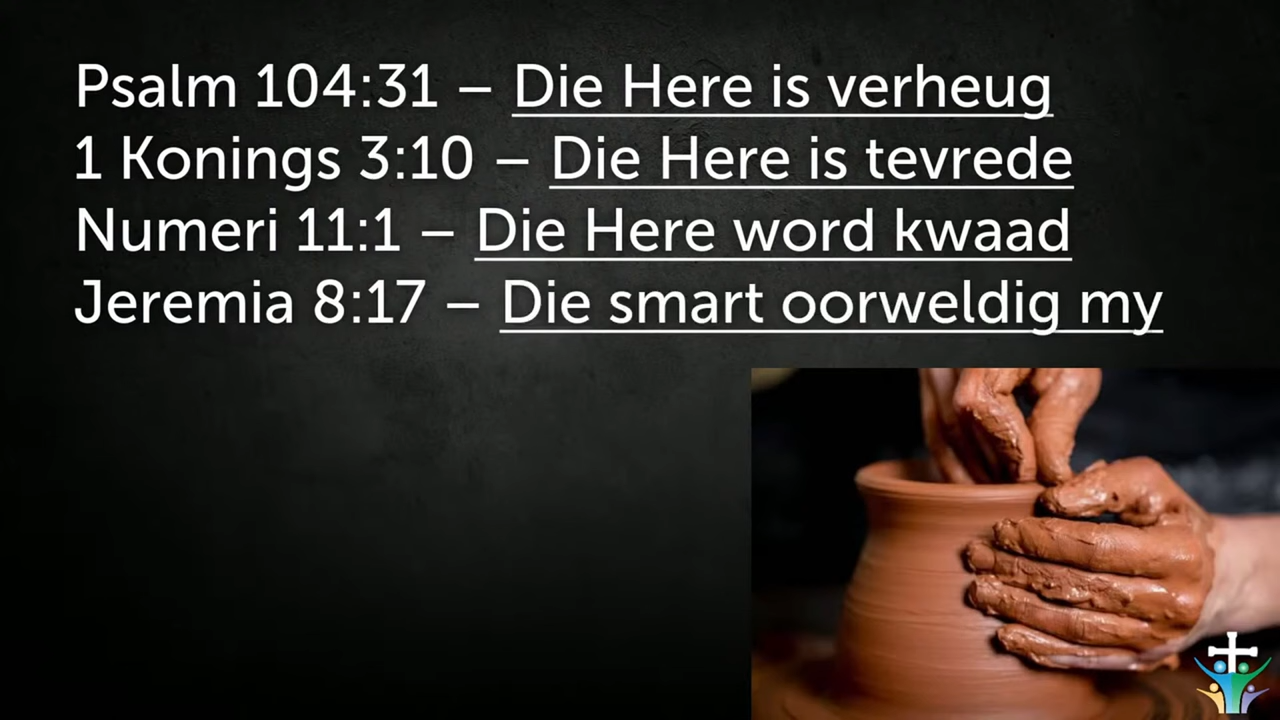 Psalm 104:31 – Die Here is verheug
1 Konings 3:10 – Die Here is tevrede
Numeri 11:1 – Die Here word kwaad
Jeremia 8:17 – Die smart oorweldig my